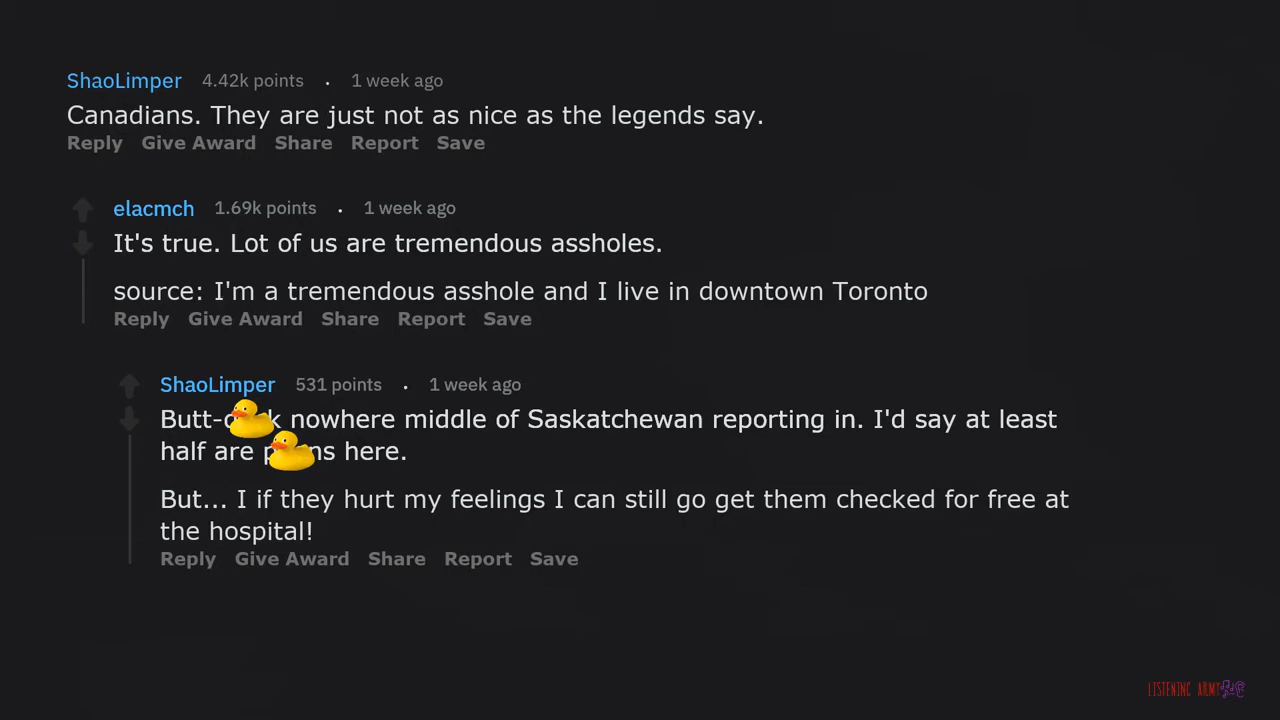 ShaoLimper 4.42k points . 1 week ago
Canadians. They are just not as nice as the legends say.
Reply Give Award Share Report Save
elacmch 1.69k points . 1 week ago
It's true. Lot of us are tremendous assholes.
source: I'm a tremendous asshole and I live in downtown Toronto
Reply Give Award Share Report Save
ShaoLimper 531 points . 1 week ago
nowhere middle of Saskatchewan reporting in. I'd say at least
half are here.
But... I if they hurt my feelings I can still go get them checked for free at
the hospital!
Reply Give Award Share Report Save
LISTENING ARMY